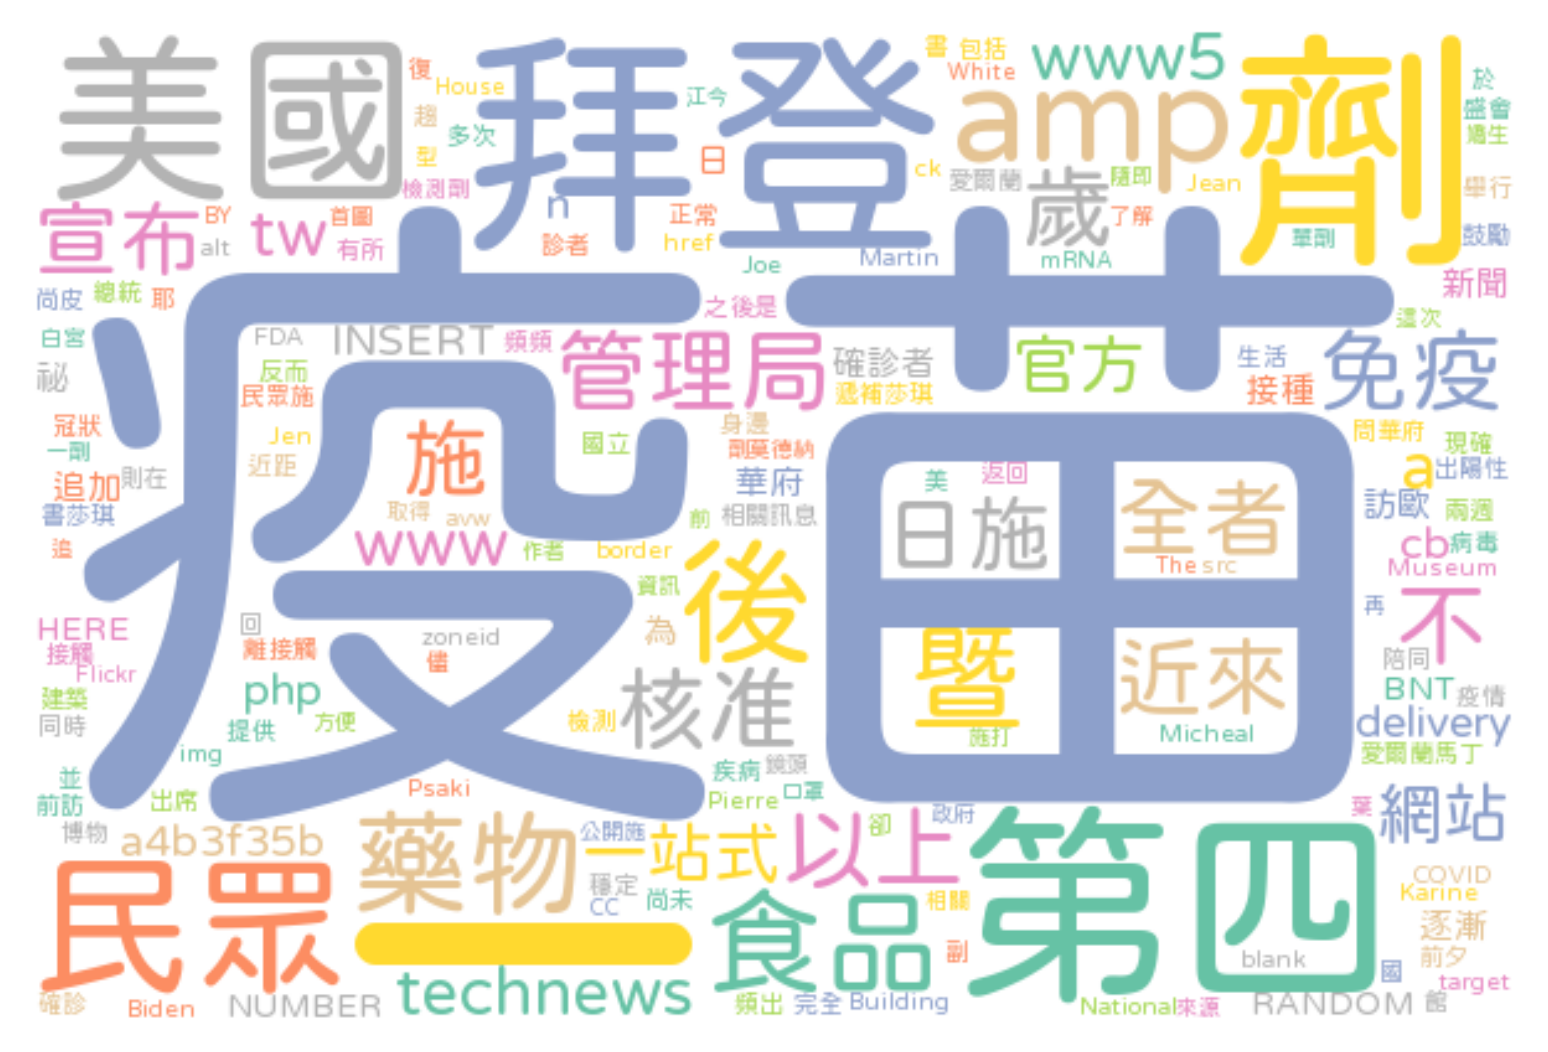 美國 復 House 趙 型 多次 檢測劑 拜登 江今 日 書 包括 White www5 amp ck 愛爾蘭 歲 隨即 Jean 劑 於 盛會 舉行
宣布 BY alt tw 首圖 有所 n 診者 正常 href Joe Martin mRNA 了解 單劑 鼓勵
尚皮 總統 耶 之後是 新聞 這次
白宮 祕 FDA INSERT 頻頻 管理局 確診者 遞補莎琪 官方 生活 接種 免疫
反而 民眾施 疫苗
冠狀 一劑 Jen 近距 施 國立 身邊 劑莫德納 問華府 現確
追加 則在 書莎琪 取得 avw 華府 美 返回 日施 全者 a 出陽性 訪歐 兩週
追 www 作者 前 相關訊息 border The src cb 病毒 Museum
資訊 後 再 不
HERE 接觸 Flickr 回 離接觸 zoneid 儘 為 暨 近來 陪同
建築 同時 php 提供 方便 img 檢測 核准 施打 Micheal BNT 疫情 delivery 愛爾蘭馬丁
並 前訪 出席 Psaki 疾病 鏡頭 Pierre 口罩 葉 網站
博物 a4b3f35b 藥物 公開施 一站式 以上 卻 政府 第四
民眾 穩定 CC 尚未 食品 相關 COVID Karine
一 副 blank 逐漸 前夕 國 target
確診 Biden NUMBER technews 頻出 完全 Building National 來源 RANDOM 館